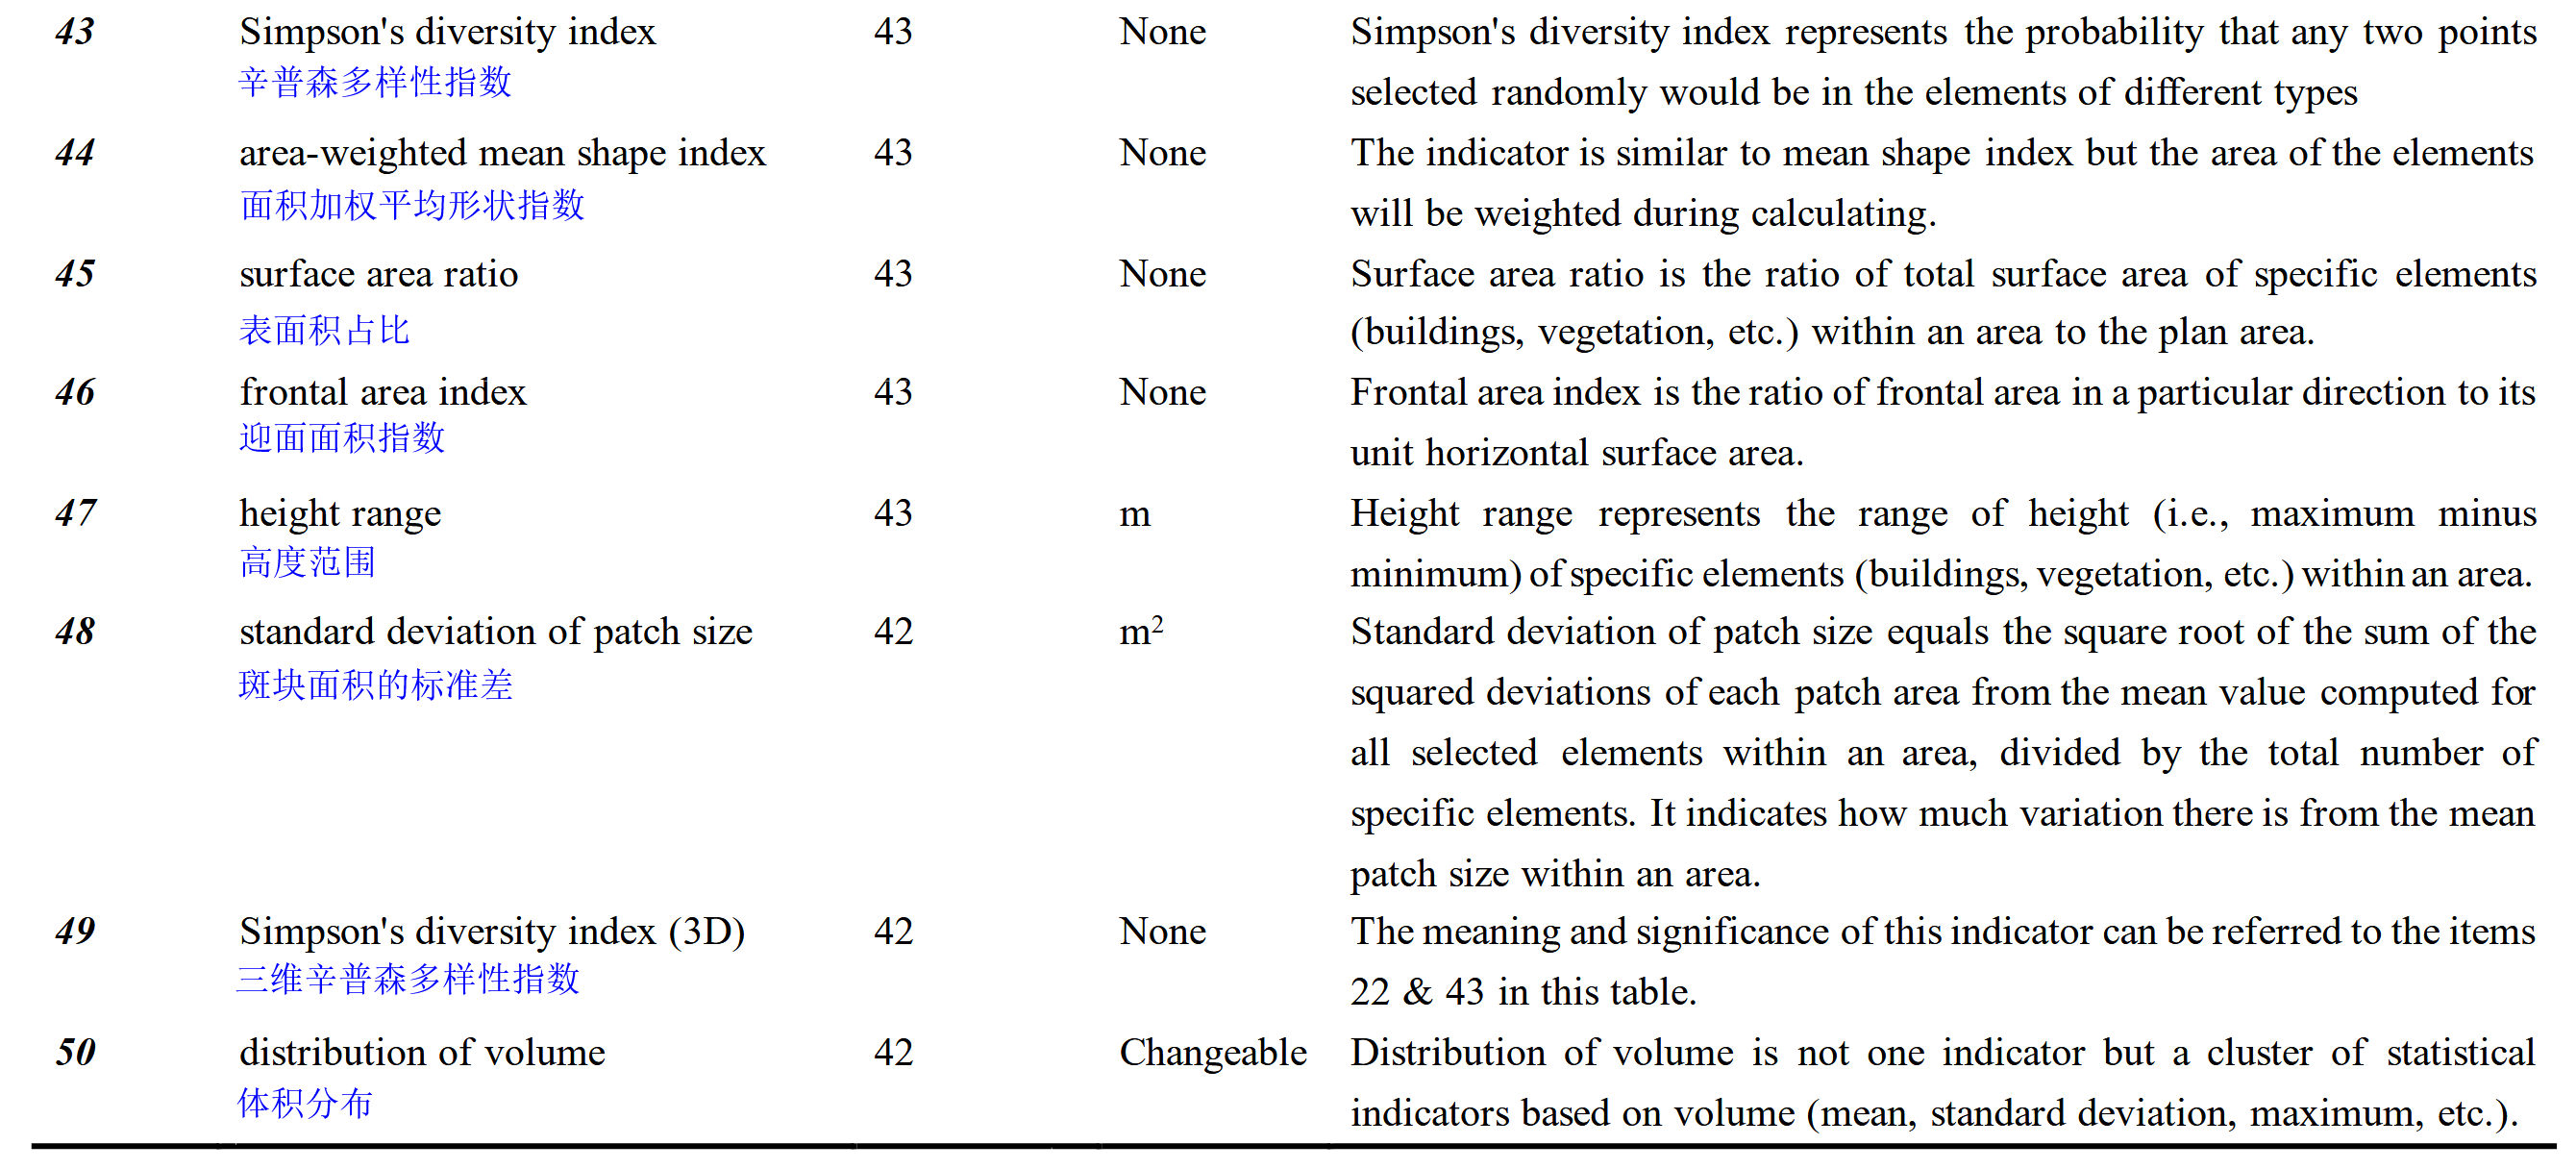 43 Simpson's diversity index 43 None Simpson's diversity index represents the probability that any two points
辛普森多样性指数
selected randomly would be in the elements of different types
44 area-weighted mean shape index 43 None The indicator is similar to mean shape index but the area of the elements
面积加权平均形状指数
will be weighted during calculating.
45 surface area ratio 43 None Surface area ratio is the ratio of total surface area of specific elements
表面积占比
(buildings, vegetation, etc.) within an area to the plan area.
46 frontal area index 43 None Frontal area index is the ratio of frontal area in a particular direction to its
迎面面积指数
unit horizontal surface area.
47 height range 43 m Height range represents the range of height (i.e., maximum minus
高度范围
minimum) of specific elements (buildings, vegetation, etc.) within an area.
48 standard deviation of patch size 42 m² Standard deviation of patch size equals the square root of the sum of the
斑块面积的标准差
squared deviations of each patch area from the mean value computed for
all selected elements within an area, divided by the total number of
specific elements. It indicates how much variation there is from the mean
patch size within an area.
49 Simpson's diversity index (3D) 42 None The meaning and significance of this indicator can be referred to the items
三维辛普森多样性指数
22 & 43 in this table.
50 distribution of volume 42 Changeable Distribution of volume is not one indicator but a cluster of statistical
体积分布
indicators based on volume (mean, standard deviation, maximum, etc.).